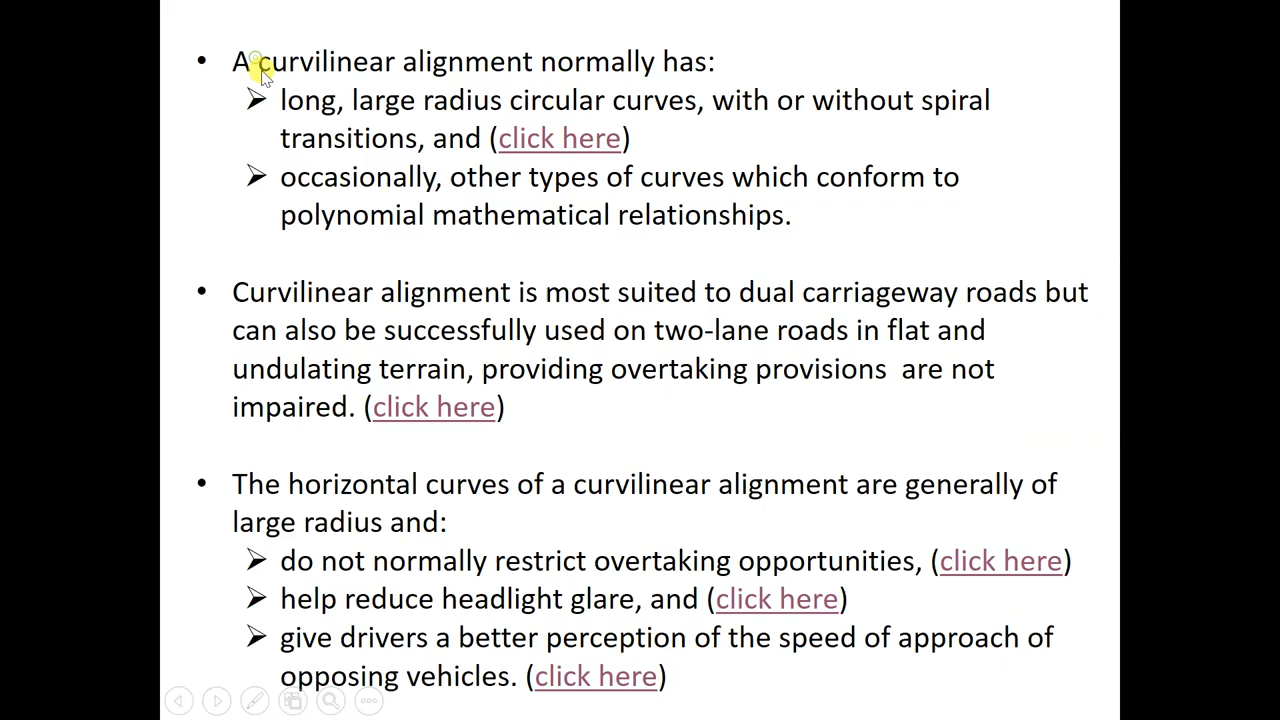 • A curvilinear alignment normally has:
➢ long, large radius circular curves, with or without spiral
transitions, and (click here)
➢ occasionally, other types of curves which conform to
polynomial mathematical relationships.
• Curvilinear alignment is most suited to dual carriageway roads but
can also be successfully used on two-lane roads in flat and
undulating terrain, providing overtaking provisions  are not
impaired. (click here)
• The horizontal curves of a curvilinear alignment are generally of
large radius and:
➢ do not normally restrict overtaking opportunities, (click here)
➢ help reduce headlight glare, and (click here)
➢ give drivers a better perception of the speed of approach of
opposing vehicles. (click here)